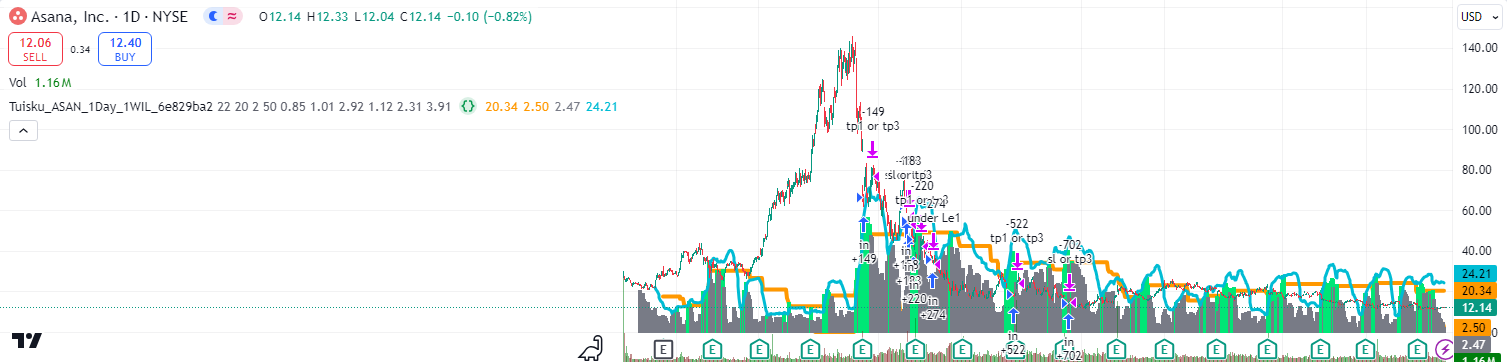 Asana, Inc. · 1D · NYSE O12.14 H12.33 L12.04 C12.14 −0.10 (−0.82%)
USD
12.06 SELL
0.34
12.40 BUY
Vol 1.16M
Tuisku_ASAN_1Day_1WIL_6e829ba2 22 20 2 50 0.85 1.01 2.92 1.12 2.31 3.91 {} 20.34 2.50 2.47 24.21
140.00
120.00
100.00
80.00
60.00
40.00
24.21
20.34
12.14
2.50
2.47
1.16M
-149
tp1 or tp3
-183
-220
-274
under Le1
-522
tp1 or tp3
-702
sl or tp3
in
+149
in
+220
in
+274
in
+522
in
+702
E E E E E E E E E E E E E E E E